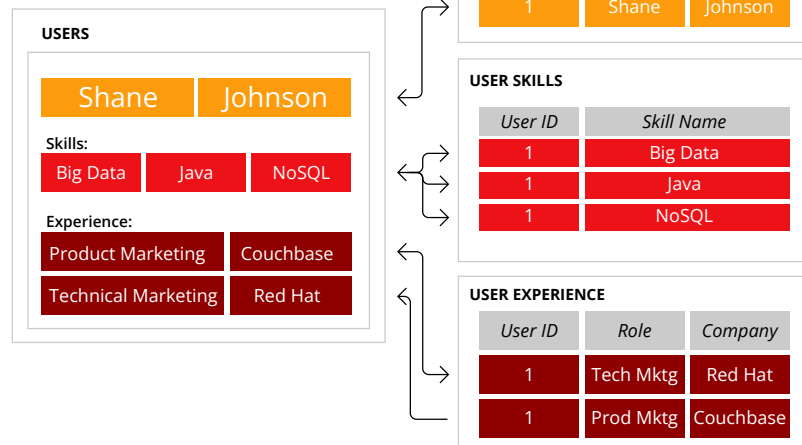 USERS
Shane Johnson
Skills:
Big Data Java NoSQL
Experience:
Product Marketing Couchbase
Technical Marketing Red Hat
1 Shane Johnson
USER SKILLS
User ID Skill Name
1 Big Data
1 Java
1 NoSQL
USER EXPERIENCE
User ID Role Company
1 Tech Mktg Red Hat
1 Prod Mktg Couchbase